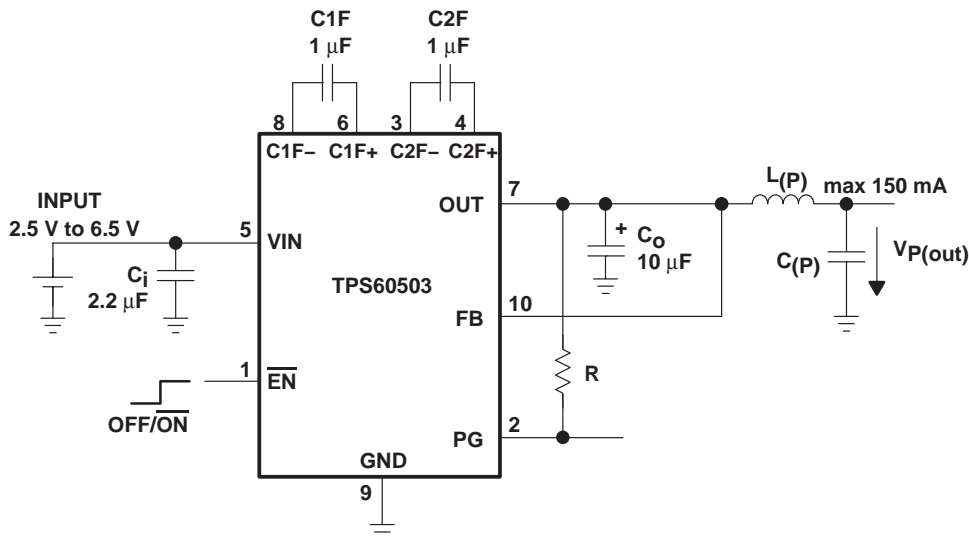 C1F
1 μF
C2F
1 μF
8
6
3
4
C1F−
C1F+
C2F−
C2F+
7
OUT
L(P)
max 150 mA
INPUT
2.5 V to 6.5 V
5
VIN
+
Co
10 μF
C(P)
VP(out)
Ci
2.2 μF
TPS60503
10
FB
1
EN
R
OFF/ON
2
PG
GND
9